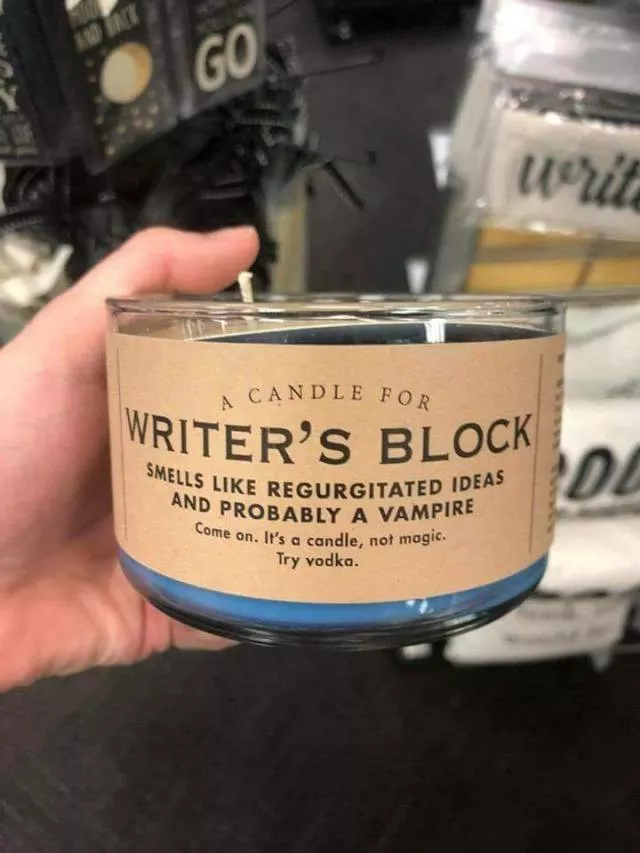 GO
A CANDLE FOR
WRITER'S BLOCK
SMELLS LIKE REGURGITATED IDEAS
AND PROBABLY A VAMPIRE
Come on. It's a candle, not magic.
Try vodka.